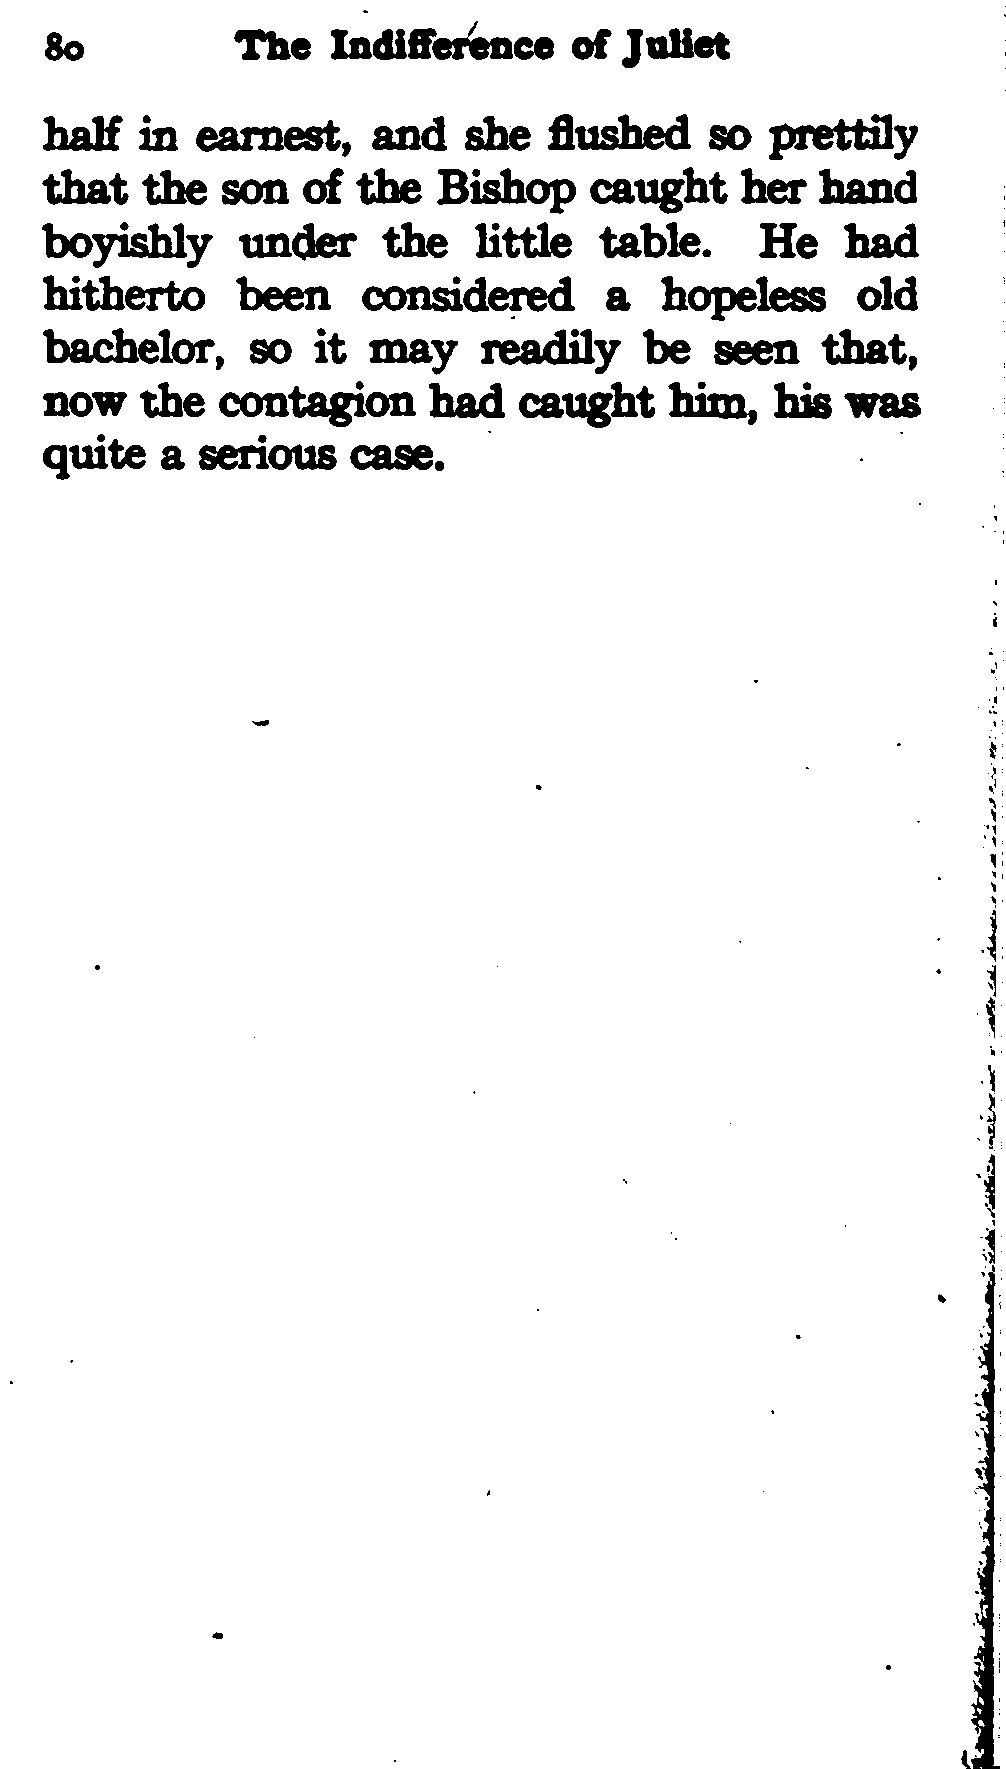 80 The Indifference of Juliet
half in earnest, and she flushed so prettily
that the son of the Bishop caught her hand
boyishly under the little table. He had
hitherto been considered a hopeless old
bachelor, so it may readily be seen that,
now the contagion had caught him, his was
quite a serious case.